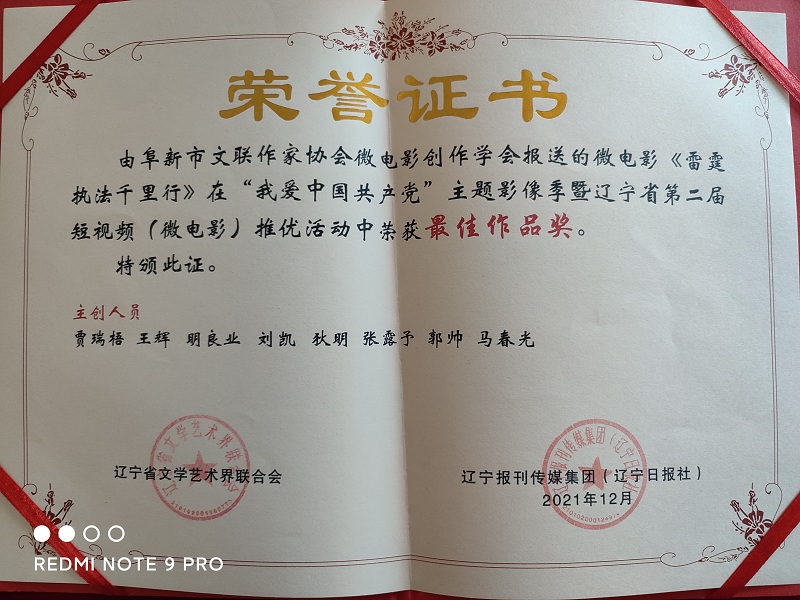 荣誉证书
由阜新市文联作家协会微电影创作学会报送的微电影《雷霆
执法千里行》在“我爱中国共产党”主题影像季暨辽宁省第二届
短视频（微电影）推优活动中荣获最佳作品奖。
特颁此证。
主创人员
贾瑞梧 王辉 明良业 刘凯 狄明 张露予 郭帅 马春光
辽宁省文学艺术界联合会
辽宁报刊传媒集团（辽宁日报社）
2021年12月
REDMI NOTE 9 PRO